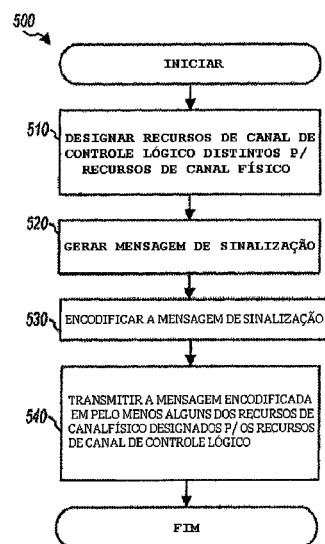 500
INICIAR
510
DESIGNAR RECURSOS DE CANAL DE
CONTROLE LÓGICO DISTINTOS P/
RECURSOS DE CANAL FÍSICO
520
GERAR MENSAGEM DE SINALIZAÇÃO
530
ENCODIFICAR A MENSAGEM DE SINALIZAÇÃO
540
TRANSMITIR A MENSAGEM ENCODIFICADA
EM PELO MENOS ALGUNS DOS RECURSOS DE
CANALFÍSICO DESIGNADOS P/ OS RECURSOS
DE CANAL DE CONTROLE LÓGICO
FIM